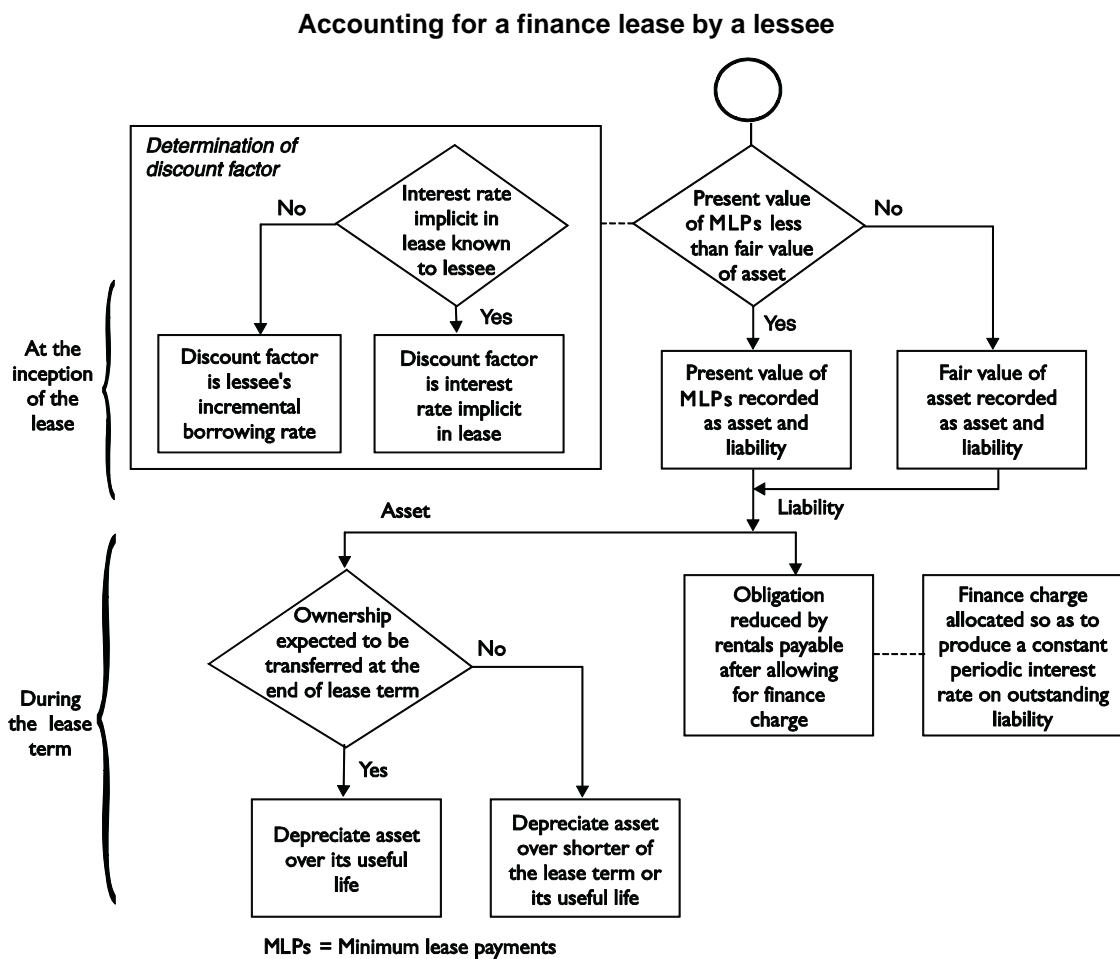 Accounting for a finance lease by a lessee
Determination of
discount factor
Interest rate
implicit in
lease known
to lessee
No
Yes
Discount factor
is lessee's
incremental
borrowing rate
Discount factor
is interest
rate implicit
in lease
Present value
of MLPs less
than fair value
of asset
No
Yes
Present value of
MLPs recorded
as asset and
liability
Fair value of
asset recorded
as asset and
liability
At the
inception
of the
lease
Asset
Liability
During
the lease
term
Ownership
expected to be
transferred at the
end of lease term
No
Yes
Depreciate asset
over its useful
life
Depreciate asset
over shorter of
the lease term or
its useful life
Obligation
reduced by
rentals payable
after allowing
for finance
charge
Finance charge
allocated so as to
produce a constant
periodic interest
rate on outstanding
liability
MLPs = Minimum lease payments